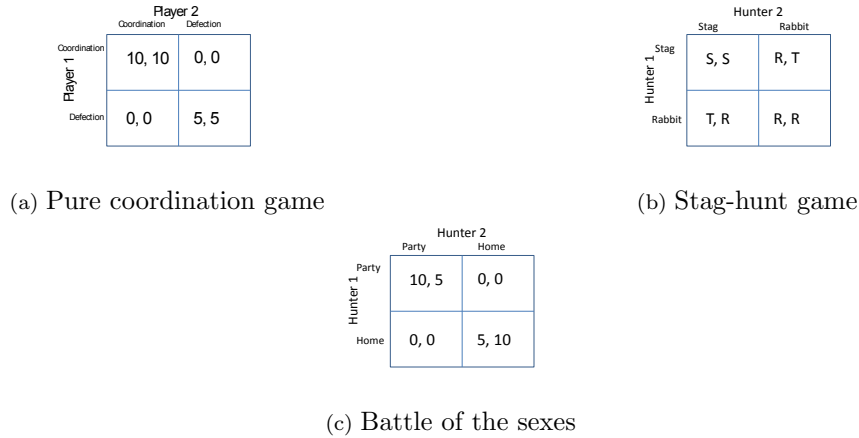 Player 2
Coordination Defection
Player 1
Coordination
10, 10 0, 0
Defection
0, 0 5, 5
(a) Pure coordination game
Hunter 2
Stag Rabbit
Hunter 1
Stag
S, S R, T
Rabbit
T, R R, R
(b) Stag-hunt game
Hunter 2
Party Home
Hunter 1
Party
10, 5 0, 0
Home
0, 0 5, 10
(c) Battle of the sexes